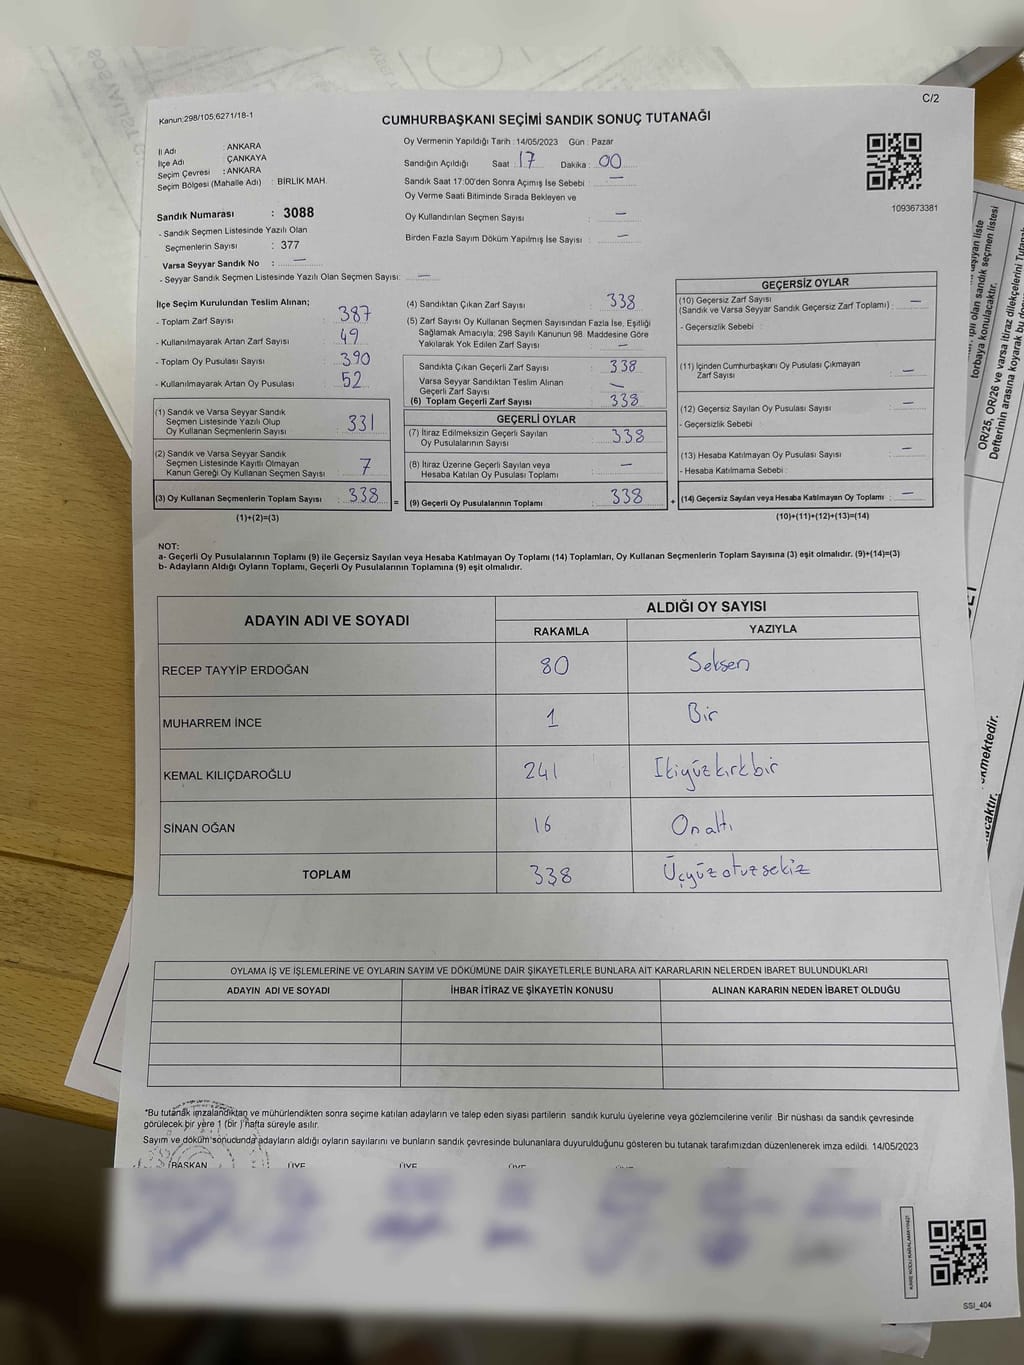 C/2
Kanun:298/105,6271/18-1
CUMHURBAŞKANI SEÇİMİ SANDIK SONUÇ TUTANAĞI
İl Adı : ANKARA
İlçe Adı : ÇANKAYA
Seçim Çevresi : ANKARA
Seçim Bölgesi (Mahalle Adı) : BİRLİK MAH.
Sandık Numarası : 3088
- Sandık Seçmen Listesinde Yazılı Olan
Seçmenlerin Sayısı : 377
Varsa Seyyar Sandık No : —
- Seyyar Sandık Seçmen Listesinde Yazılı Olan Seçmen Sayısı: —
Oy Vermenin Yapıldığı Tarih : 14/05/2023 Gün : Pazar
Sandığın Açıldığı Saat : 17 Dakika : 00
Sandık Saat 17:00'den Sonra Açımış İse Sebebi : —
Oy Verme Saati Bitiminde Sırada Bekleyen ve
Oy Kullandırılan Seçmen Sayısı : —
Birden Fazla Sayım Döküm Yapılmış İse Sayısı : —
1093673381
İlçe Seçim Kurulundan Teslim Alınan;
- Toplam Zarf Sayısı : 387
- Kullanılmayarak Artan Zarf Sayısı : 49
- Toplam Oy Pusulası Sayısı : 390
- Kullanılmayarak Artan Oy Pusulası : 52
(1) Sandık ve Varsa Seyyar Sandık
Seçmen Listesinde Yazılı Olup
Oy Kullanan Seçmenlerin Sayısı : 331
(2) Sandık ve Varsa Seyyar Sandık
Seçmen Listesinde Kayıtlı Olmayan
Kanun Gereği Oy Kullanan Seçmen Sayısı : 7
(3) Oy Kullanan Seçmenlerin Toplam Sayısı : 338 =
(1)+(2)=(3)
(4) Sandıktan Çıkan Zarf Sayısı : 338
(5) Zarf Sayısı Oy Kullanan Seçmen Sayısından Fazla İse, Eşitliği
Sağlamak Amacıyla; 298 Sayılı Kanunun 98. Maddesine Göre
Yakılarak Yok Edilen Zarf Sayısı : —
Sandıkta Çıkan Geçerli Zarf Sayısı : 338
Varsa Seyyar Sandıktan Teslim Alınan
Geçerli Zarf Sayısı : —
(6) Toplam Geçerli Zarf Sayısı : 338
GEÇERLİ OYLAR
(7) İtiraz Edilmeksizin Geçerli Sayılan
Oy Pusulalarının Sayısı : 338
(8) İtiraz Üzerine Geçerli Sayılan veya
Hesaba Katılan Oy Pusulası Toplamı : —
(9) Geçerli Oy Pusulalarının Toplamı : 338 +
GEÇERSİZ OYLAR
(10) Geçersiz Zarf Sayısı
(Sandık ve Varsa Seyyar Sandık Geçersiz Zarf Toplamı) : —
- Geçersizlik Sebebi :
(11) İçinden Cumhurbaşkanı Oy Pusulası Çıkmayan
Zarf Sayısı : —
(12) Geçersiz Sayılan Oy Pusulası Sayısı : —
- Geçersizlik Sebebi :
(13) Hesaba Katılmayan Oy Pusulası Sayısı : —
- Hesaba Katılmama Sebebi :
(14) Geçersiz Sayılan veya Hesaba Katılmayan Oy Toplamı : —
(10)+(11)+(12)+(13)=(14)
NOT:
a- Geçerli Oy Pusulalarının Toplamı (9) ile Geçersiz Sayılan veya Hesaba Katılmayan Oy Toplamı (14) Toplamları, Oy Kullanan Seçmenlerin Toplam Sayısına (3) eşit olmalıdır. (9)+(14)=(3)
b- Adayların Aldığı Oyların Toplamı, Geçerli Oy Pusulalarının Toplamına (9) eşit olmalıdır.
ADAYIN ADI VE SOYADI ALDIĞI OY SAYISI
RAKAMLA YAZIYLA
RECEP TAYYİP ERDOĞAN 80 Seksen
MUHARREM İNCE 1 Bir
KEMAL KILIÇDAROĞLU 241 İkiyüzkırkbir
SİNAN OĞAN 16 Onaltı
TOPLAM 338 Üçyüzotuzsekiz
OYLAMA İŞ VE İŞLEMLERİNE VE OYLARIN SAYIM VE DÖKÜMÜNE DAİR ŞİKAYETLERLE BUNLARA AİT KARARLARIN NELERDEN İBARET BULUNDUKLARI
ADAYIN ADI VE SOYADI İHBAR İTİRAZ VE ŞİKAYETİN KONUSU ALINAN KARARIN NEDEN İBARET OLDUĞU
*Bu tutanak imzalandıktan ve mühürlendikten sonra seçime katılan adayların ve talep eden siyasi partilerin sandık kurulu üyelerine veya gözlemcilerine verilir. Bir nüshası da sandık çevresinde
görülecek bir yere 1 (bir ) hafta süreyle asılır.
Sayım ve döküm sonucunda adayların aldığı oyların sayılarını ve bunların sandık çevresinde bulunanlara duyurulduğunu gösteren bu tutanak tarafımızdan düzenlenerek imza edildi. 14/05/2023
BAŞKAN ÜYE ÜYE ÜYE
SSI_404
torbaya konulacaktır.
OR/25, OR/26 ve varsa itiraz dilekçelerini